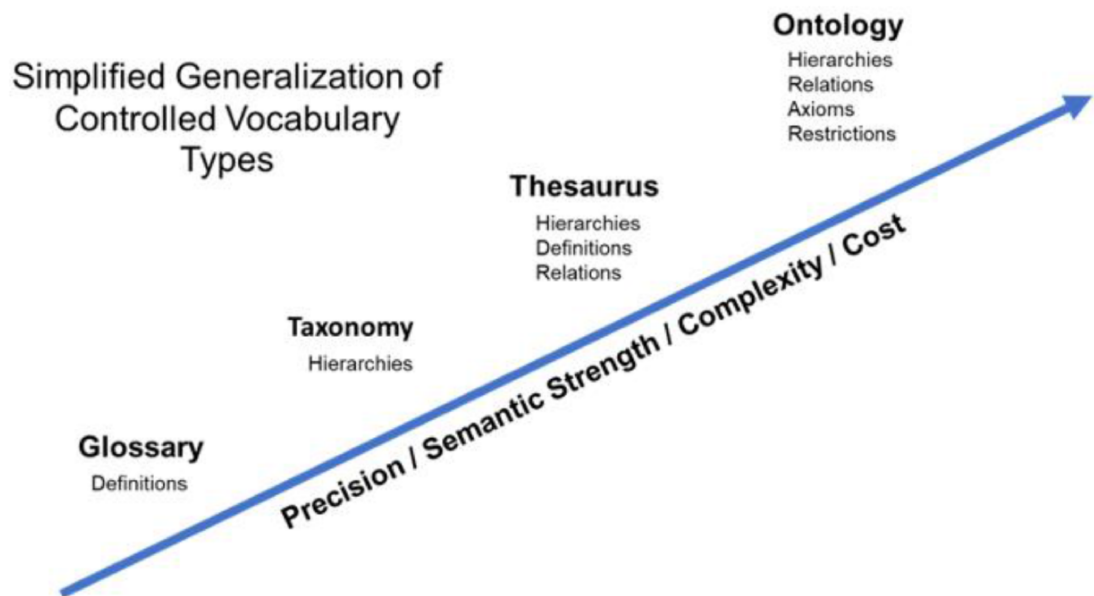 Simplified Generalization of
Controlled Vocabulary
Types
Ontology
Hierarchies
Relations
Axioms
Restrictions
Thesaurus
Hierarchies
Definitions
Relations
Taxonomy
Hierarchies
Glossary
Definitions
Precision / Semantic Strength / Complexity / Cost